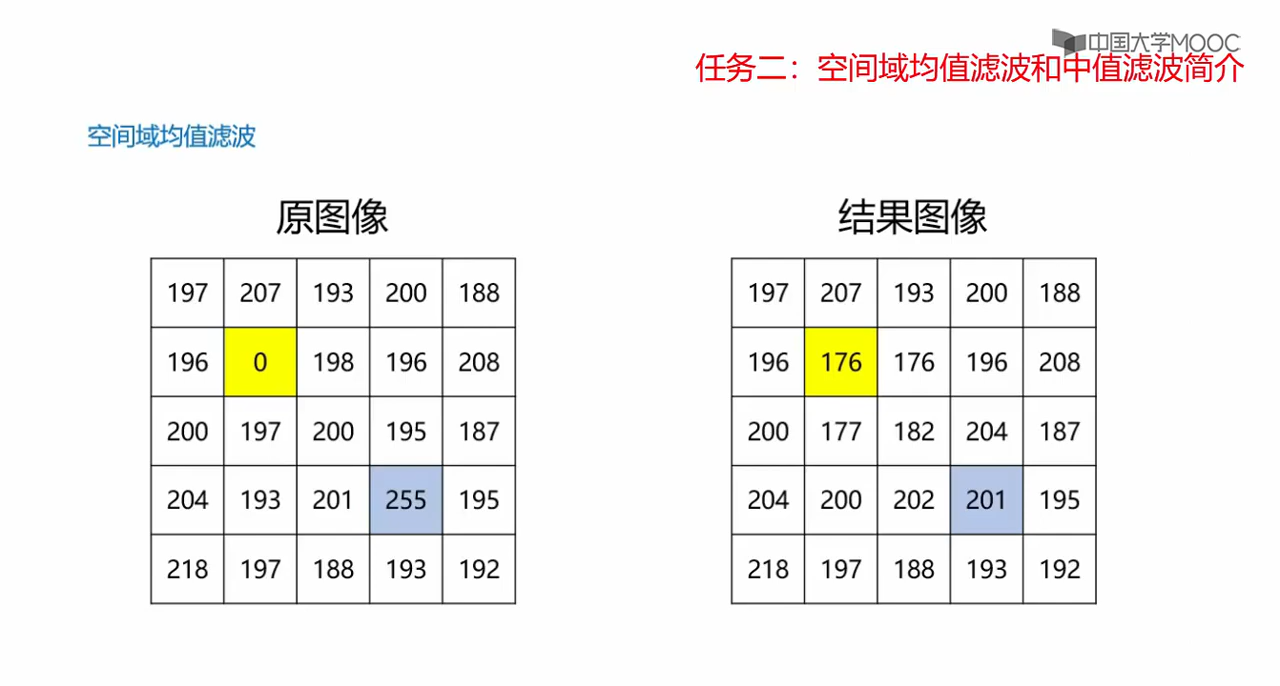 中国大学MOOC
任务二：空间域均值滤波和中值滤波简介
空间域均值滤波
原图像
197 207 193 200 188
196 0 198 196 208
200 197 200 195 187
204 193 201 255 195
218 197 188 193 192
结果图像
197 207 193 200 188
196 176 176 196 208
200 177 182 204 187
204 200 202 201 195
218 197 188 193 192